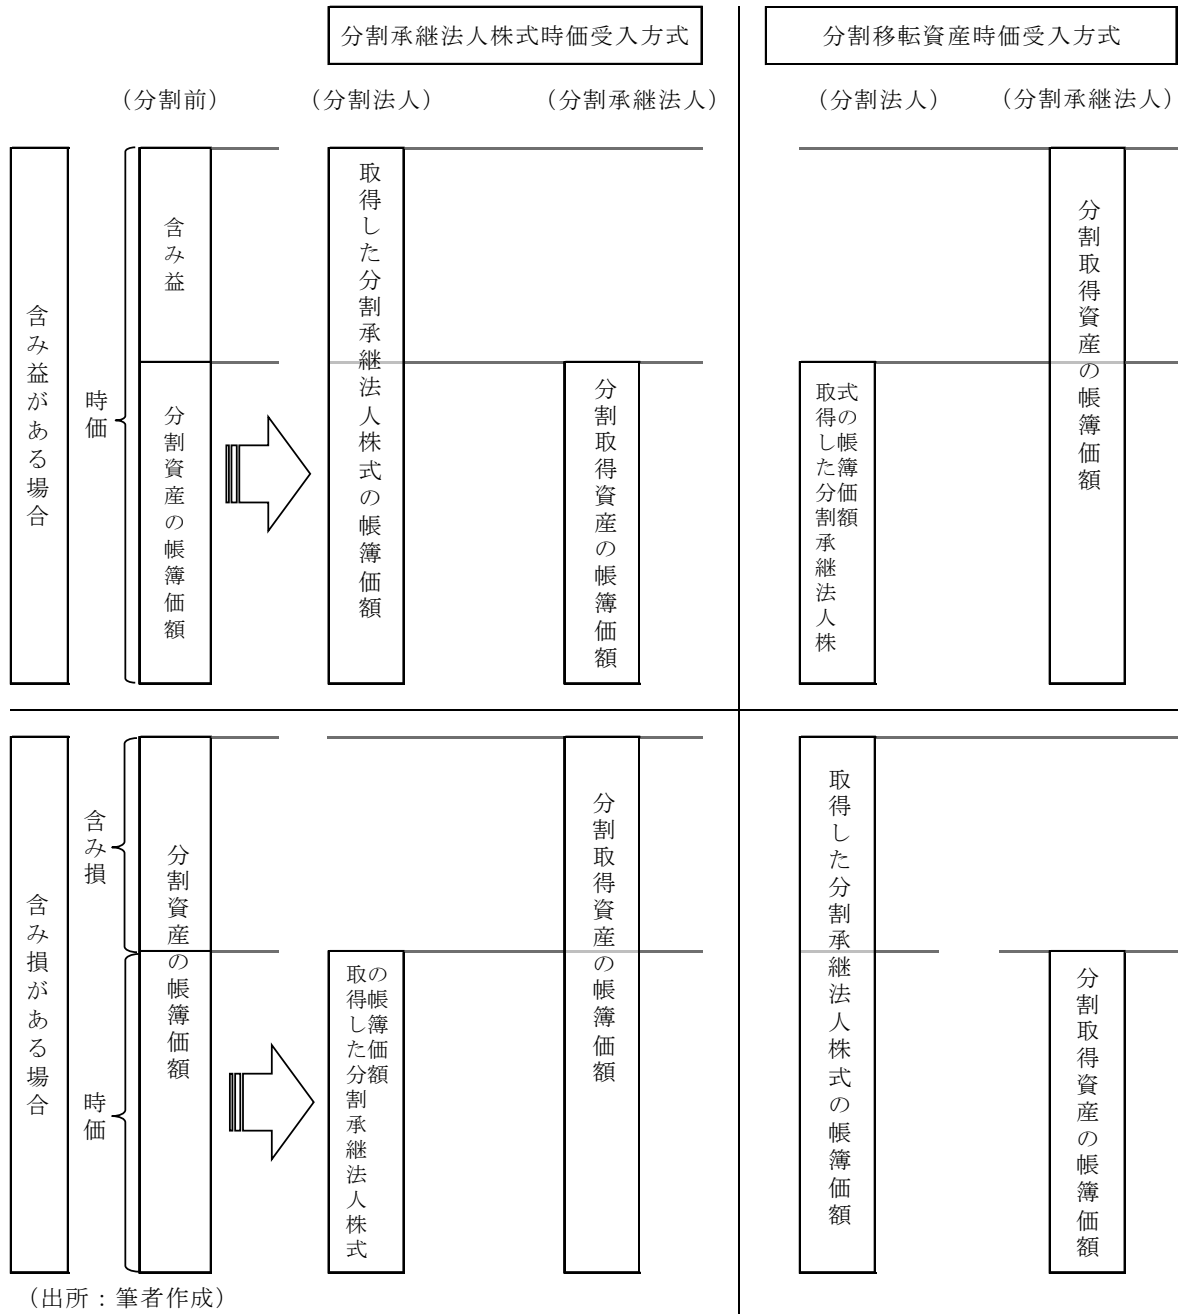 分割承継法人株式時価受入方式
分割移転資産時価受入方式
(分割前)
(分割法人)
(分割承継法人)
(分割法人)
(分割承継法人)
含み益がある場合
時価
含み益
分割資産の帳簿価額
取得した分割承継法人株式の帳簿価額
分割取得資産の帳簿価額
取得した分割承継法人株
式の帳簿価額
分割取得資産の帳簿価額
含み損がある場合
含み損
時価
分割資産の帳簿価額
取得した分割承継法人株式
の帳簿価額
分割取得資産の帳簿価額
取得した分割承継法人株式の帳簿価額
分割取得資産の帳簿価額
(出所：筆者作成)